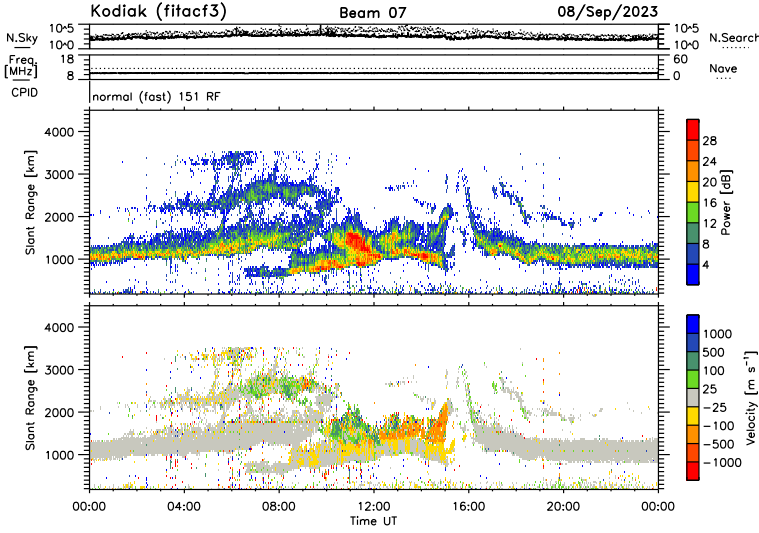 Kodiak (fitacf3) Beam 07 08/Sep/2023
N.Sky 10^5 10^0 10^5 10^0 N.Search
Freq. [MHz] 18 8 60 0 Nave
CPID normal (fast) 151 RF
Slant Range [km] 4000 3000 2000 1000
28 24 20 16 12 8 4 Power [dB]
Slant Range [km] 4000 3000 2000 1000
1000 500 100 25 -25 -100 -500 -1000 Velocity [m s^-1]
00:00 04:00 08:00 12:00 16:00 20:00 00:00
Time UT